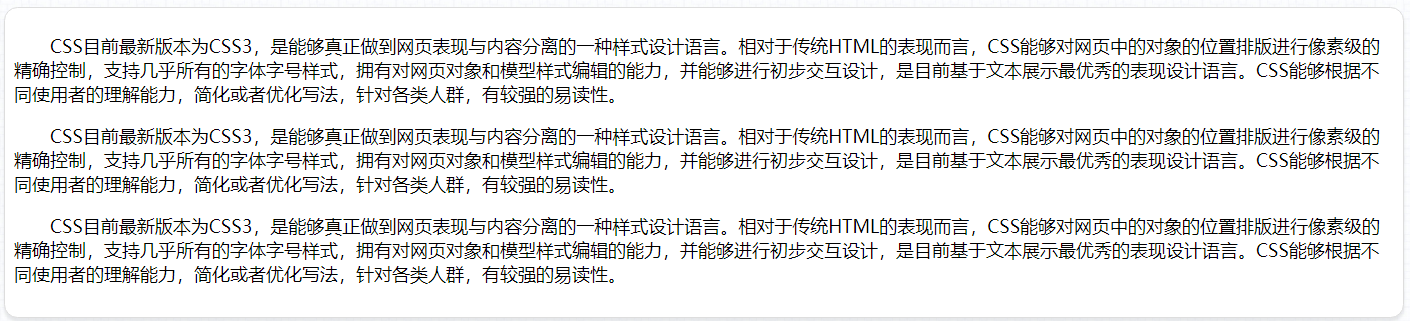 CSS目前最新版本为CSS3，是能够真正做到网页表现与内容分离的一种样式设计语言。相对于传统HTML的表现而言，CSS能够对网页中的对象的位置排版进行像素级的
精确控制，支持几乎所有的字体字号样式，拥有对网页对象和模型样式编辑的能力，并能够进行初步交互设计，是目前基于文本展示最优秀的表现设计语言。CSS能够根据不
同使用者的理解能力，简化或者优化写法，针对各类人群，有较强的易读性。
CSS目前最新版本为CSS3，是能够真正做到网页表现与内容分离的一种样式设计语言。相对于传统HTML的表现而言，CSS能够对网页中的对象的位置排版进行像素级的
精确控制，支持几乎所有的字体字号样式，拥有对网页对象和模型样式编辑的能力，并能够进行初步交互设计，是目前基于文本展示最优秀的表现设计语言。CSS能够根据不
同使用者的理解能力，简化或者优化写法，针对各类人群，有较强的易读性。
CSS目前最新版本为CSS3，是能够真正做到网页表现与内容分离的一种样式设计语言。相对于传统HTML的表现而言，CSS能够对网页中的对象的位置排版进行像素级的
精确控制，支持几乎所有的字体字号样式，拥有对网页对象和模型样式编辑的能力，并能够进行初步交互设计，是目前基于文本展示最优秀的表现设计语言。CSS能够根据不
同使用者的理解能力，简化或者优化写法，针对各类人群，有较强的易读性。